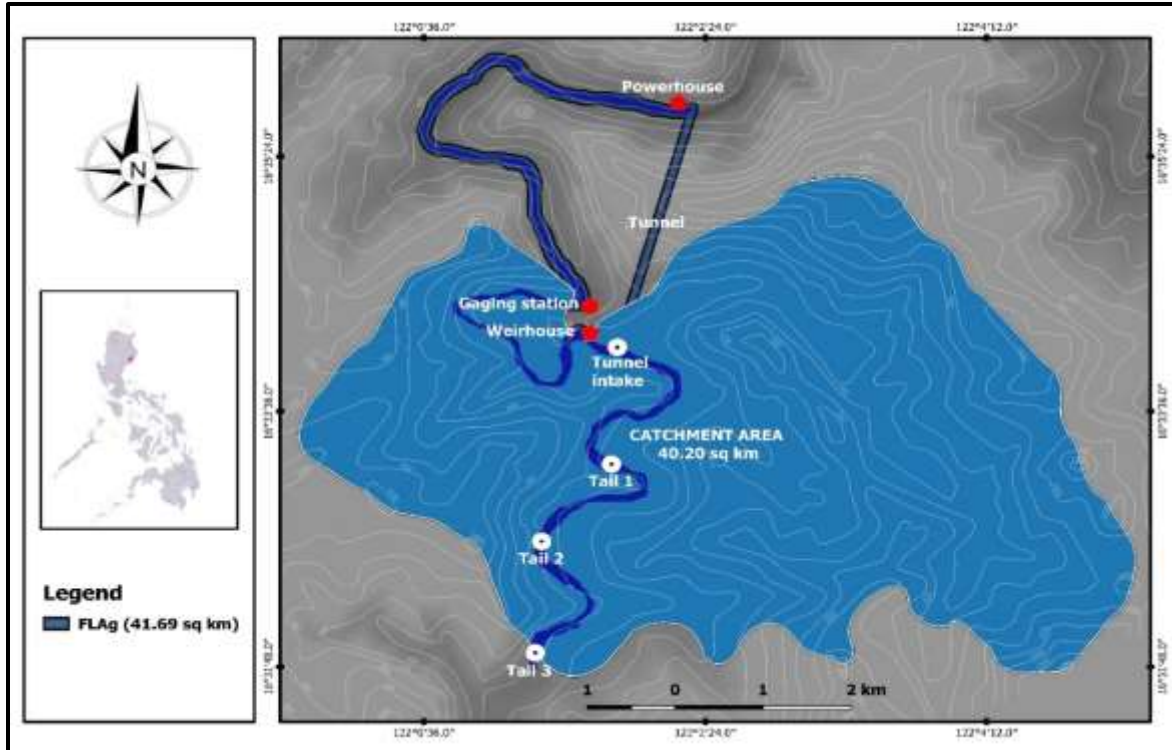 122°0'36.0"
122°2'24.0"
122°4'12.0"
N
Powerhouse
Tunnel
Gaging station
Weirhouse
Tunnel
intake
CATCHMENT AREA
40.20 sq km
Tail 1
Tail 2
Tail 3
Legend
FLAg (41.69 sq km)
1 0 1 2 km
122°0'36.0"
122°2'24.0"
122°4'12.0"